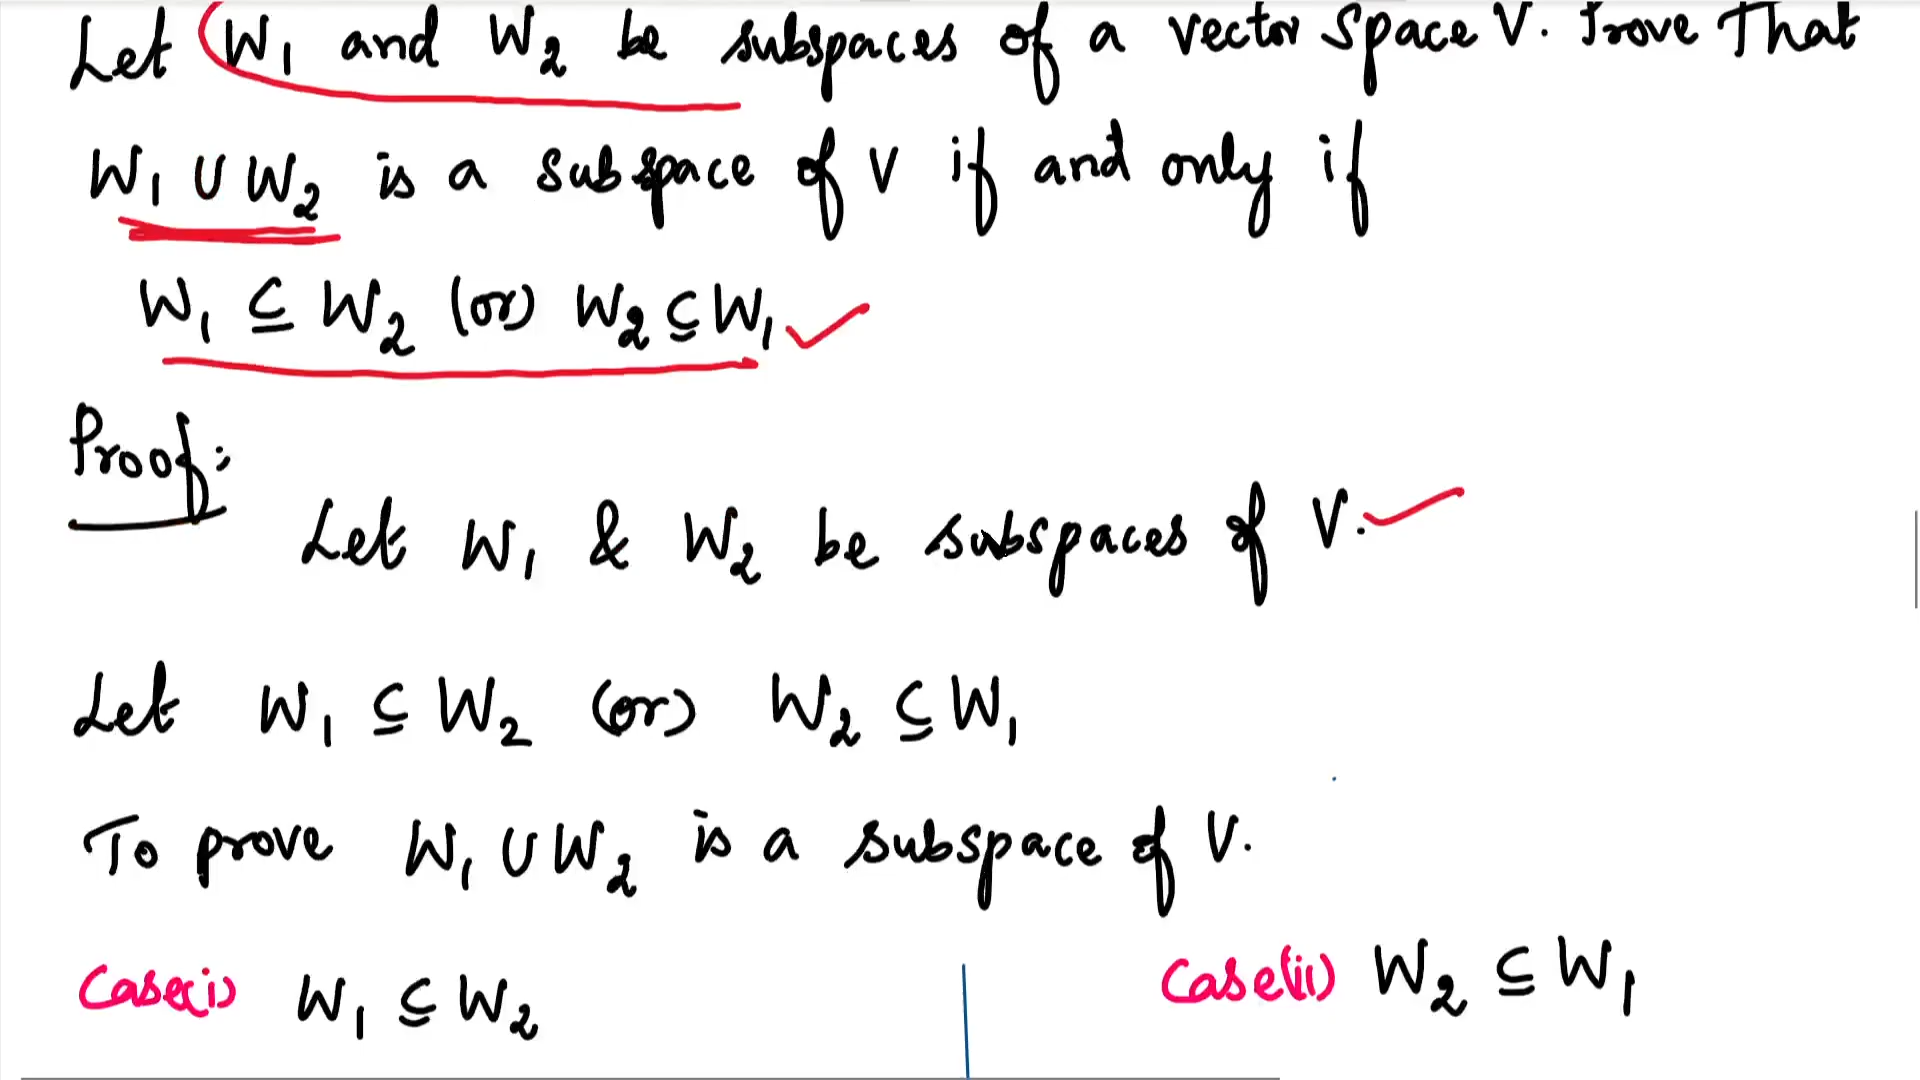 Let W₁ and W₂ be subspaces of a vector space V. Prove that
W₁ ∪ W₂ is a subspace of V if and only if
W₁ ⊆ W₂ (or) W₂ ⊆ W₁
Proof:
Let W₁ & W₂ be subspaces of V.
Let W₁ ⊆ W₂ (or) W₂ ⊆ W₁
To prove W₁ ∪ W₂ is a subspace of V.
Case(i) W₁ ⊆ W₂
Case(ii) W₂ ⊆ W₁